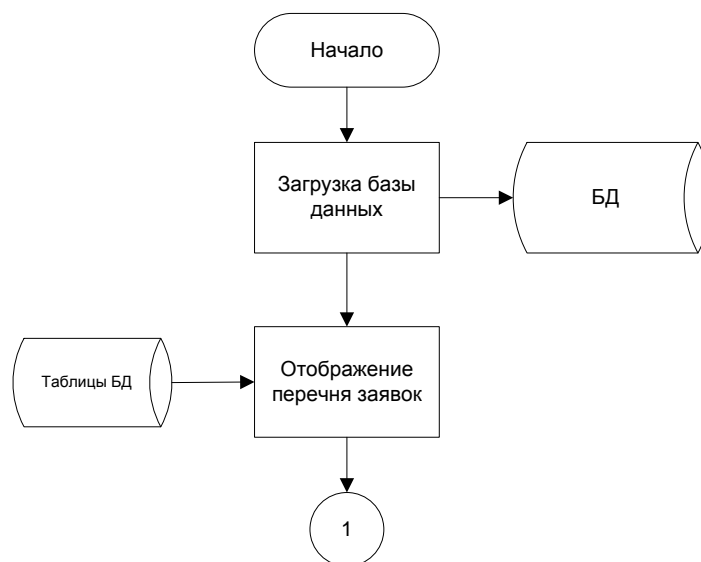 Начало
Загрузка базы
данных
БД
Таблицы БД
Отображение
перечня заявок
1